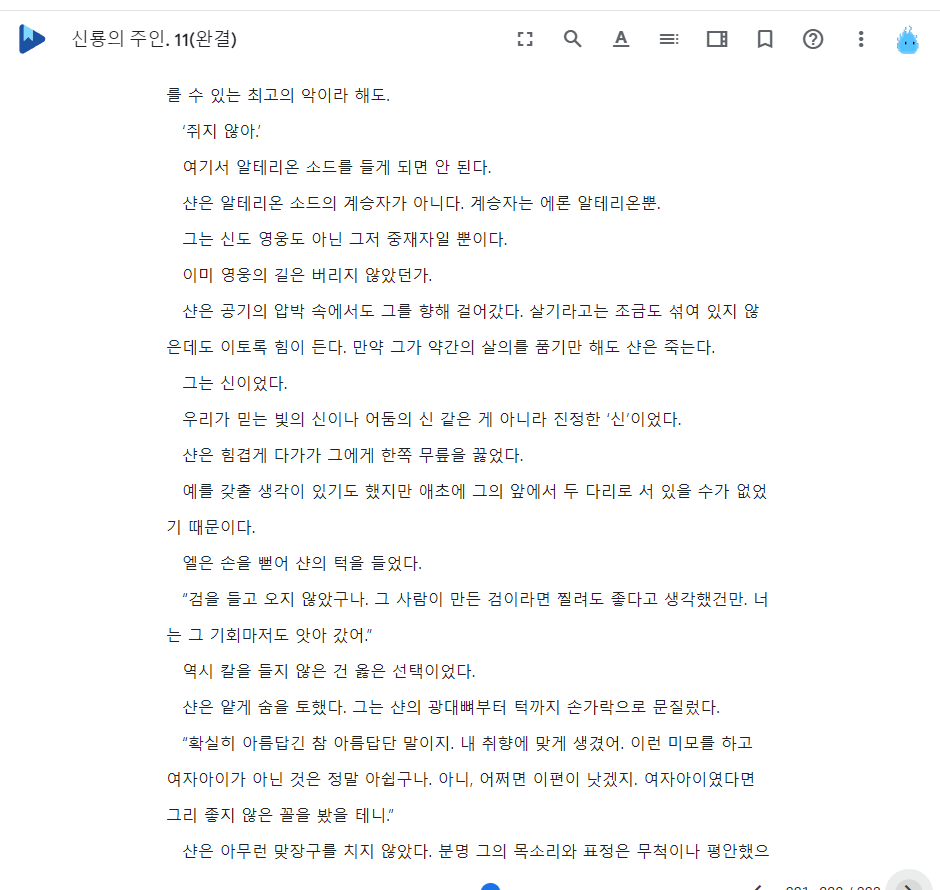 신룡의 주인. 11(완결)
를 수 있는 최고의 악이라 해도.
‘쥐지 않아.’
여기서 알테리온 소드를 들게 되면 안 된다.
샨은 알테리온 소드의 계승자가 아니다. 계승자는 에론 알테리온뿐.
그는 신도 영웅도 아닌 그저 중재자일 뿐이다.
이미 영웅의 길은 버리지 않았던가.
샨은 공기의 압박 속에서도 그를 향해 걸어갔다. 살기라고는 조금도 섞여 있지 않
은데도 이토록 힘이 든다. 만약 그가 약간의 살의를 품기만 해도 샨은 죽는다.
그는 신이었다.
우리가 믿는 빛의 신이나 어둠의 신 같은 게 아니라 진정한 ‘신’이었다.
샨은 힘겹게 다가가 그에게 한쪽 무릎을 꿇었다.
예를 갖출 생각이 있기도 했지만 애초에 그의 앞에서 두 다리로 서 있을 수가 없었
기 때문이다.
엘은 손을 뻗어 샨의 턱을 들었다.
“검을 들고 오지 않았구나. 그 사람이 만든 검이라면 찔려도 좋다고 생각했건만. 너
는 그 기회마저도 앗아 갔어.”
역시 칼을 들지 않은 건 옳은 선택이었다.
샨은 얕게 숨을 토했다. 그는 샨의 광대뼈부터 턱까지 손가락으로 문질렀다.
“확실히 아름답긴 참 아름답단 말이지. 내 취향에 맞게 생겼어. 이런 미모를 하고
여자아이가 아닌 것은 정말 아쉽구나. 아니, 어쩌면 이편이 낫겠지. 여자아이였다면
그리 좋지 않은 꼴을 봤을 테니.”
샨은 아무런 맞장구를 치지 않았다. 분명 그의 목소리와 표정은 무척이나 평안했으